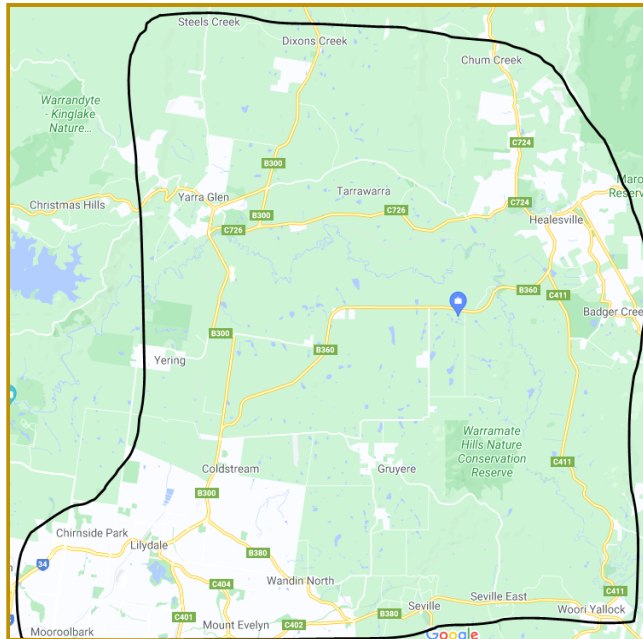 Steels Creek
Dixons Creek
Chum Creek
Warrandyte
- Kinglake
Nature...
C724
B300
Yarra Glen
Tarrawarra
Maro
Reserv
Christmas Hills
B300
C726
C724
C726
Healesville
B360
C411
B300
Badger Cree
B360
Yering
Warramate
Hills Nature
Conservation
Reserve
Coldstream
Gruyere
C411
B300
Chirnside Park
Lilydale
B380
34
C404
Wandin North
Seville East
C411
C401
B380
Seville
Woori Yallock
Mooroolbark
Mount Evelyn
C402
Google